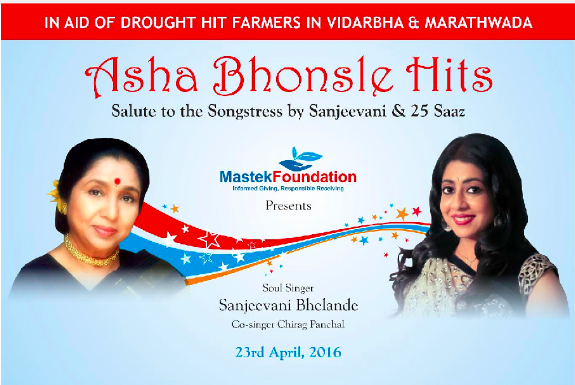 IN AID OF DROUGHT HIT FARMERS IN VIDARBHA & MARATHWADA
Asha Bhonsle Hits
Salute to the Songstress by Sanjeevani & 25 Saaz
MastekFoundation
Informed Giving, Responsible Receiving
Presents
Soul Singer
Sanjeevani Bhelande
Co-singer Chirag Panchal
23rd April, 2016